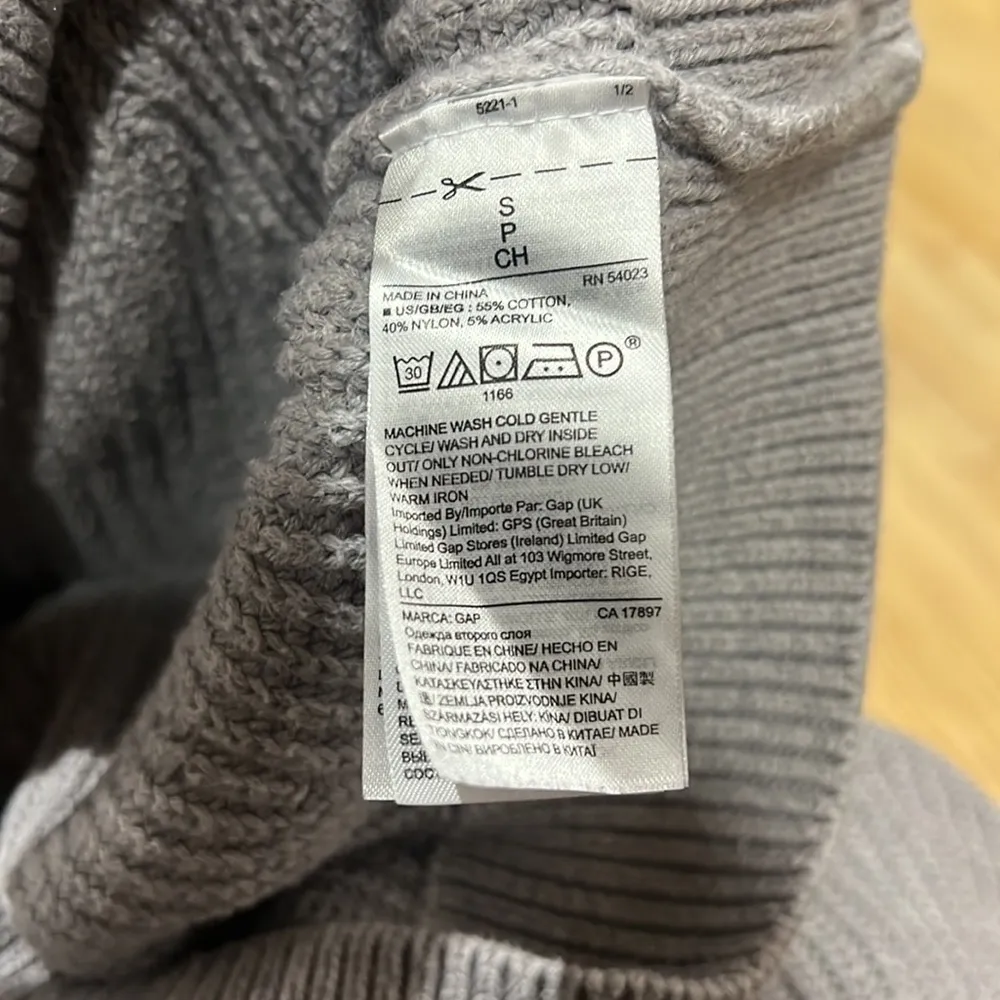 5221-1 1/2
S
P
CH
RN 54023
MADE IN CHINA
■ US/GB/EG : 55% COTTON,
40% NYLON, 5% ACRYLIC
30 P ®
1166
MACHINE WASH COLD GENTLE
CYCLE/ WASH AND DRY INSIDE
OUT/ ONLY NON-CHLORINE BLEACH
WHEN NEEDED/ TUMBLE DRY LOW/
WARM IRON
Imported By/Importe Par: Gap (UK
Holdings) Limited: GPS (Great Britain)
Limited Gap Stores (Ireland) Limited Gap
Europe Limited All at 103 Wigmore Street,
London, W1U 1QS Egypt Importer: RIGE,
LLC
MARCA: GAP CA 17897
Одежда второго слоя
FABRIQUE EN CHINE/ HECHO EN
CHINA/ FABRICADO NA CHINA/
ΚΑΤΑΣΚΕΥΑΣΤΗΚΕ ΣΤΗΝ ΚΙΝΑ/ 中國製
ZEMLJA PROIZVODNJE KINA/
SZÁRMAZÁSI HELY: KÍNA/ DIBUAT DI
TIONGKOK/ СДЕЛАНО В КИТАЕ/ MADE
IN CIN/ ВИРОБЛЕНО В КИТАЇ